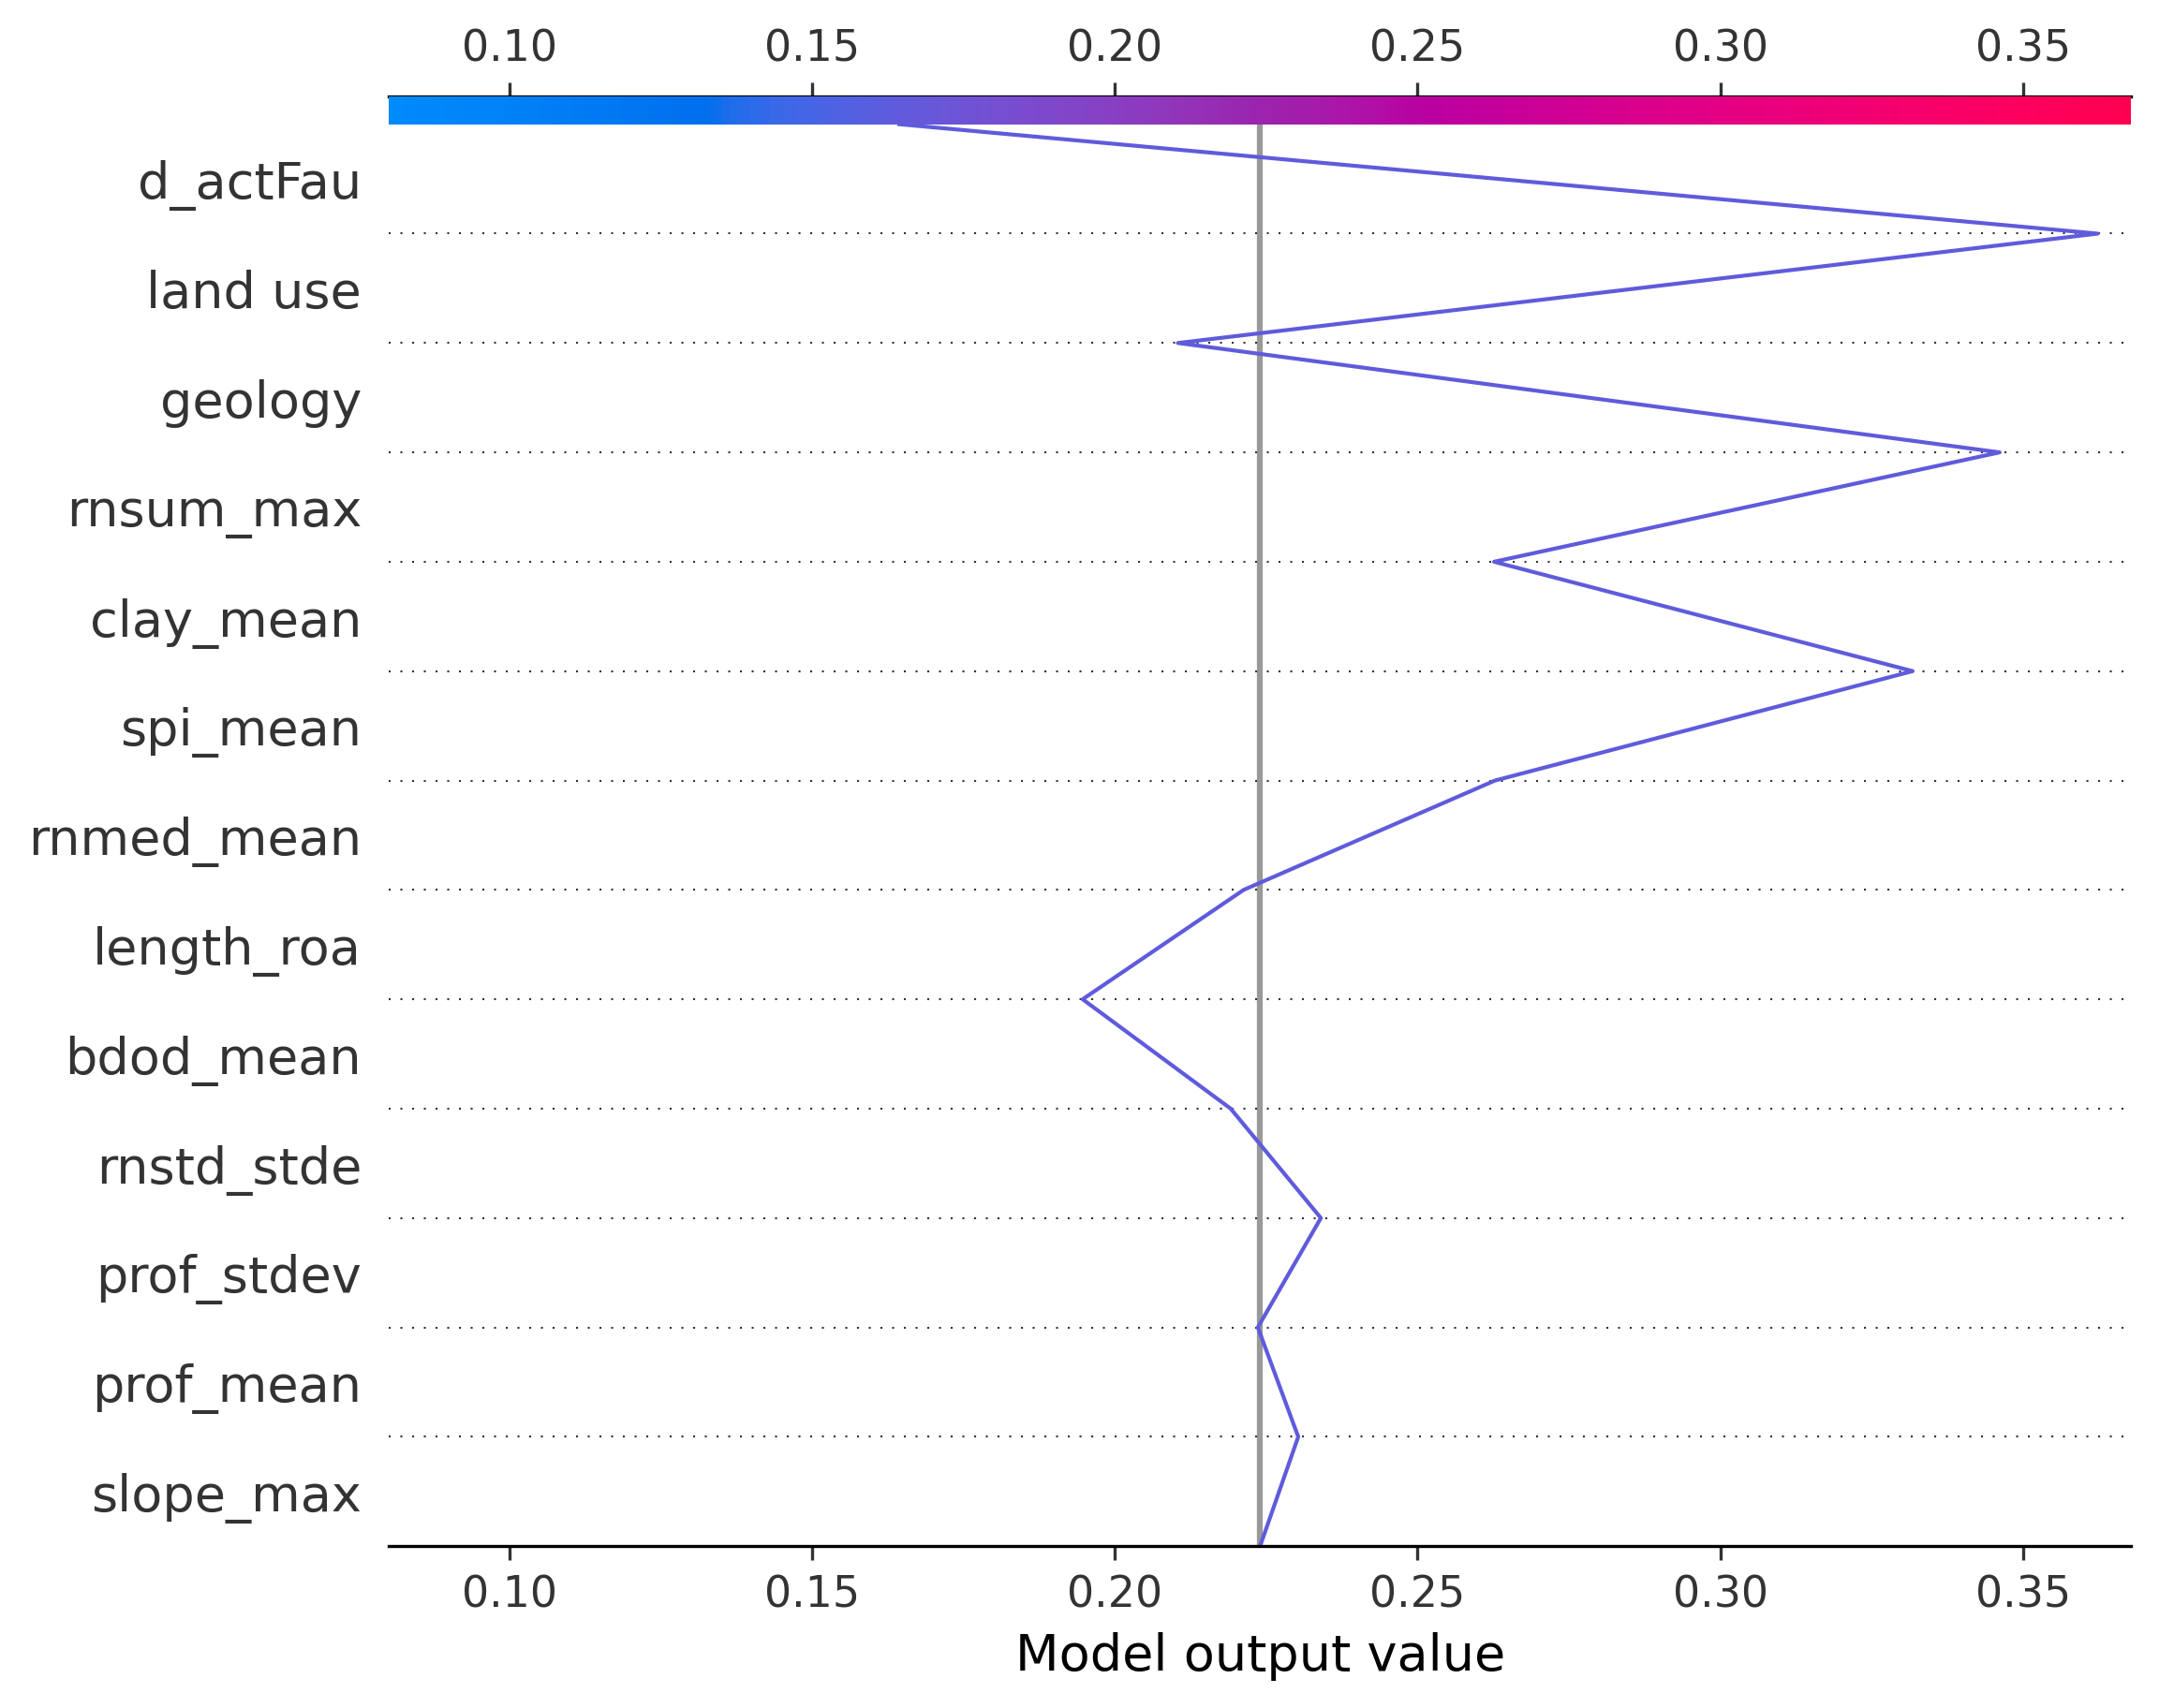 0.10 0.15 0.20 0.25 0.30 0.35
d_actFau
land use
geology
rnsum_max
clay_mean
spi_mean
rnmed_mean
length_roa
bdod_mean
rnstd_stde
prof_stdev
prof_mean
slope_max
0.10 0.15 0.20 0.25 0.30 0.35
Model output value